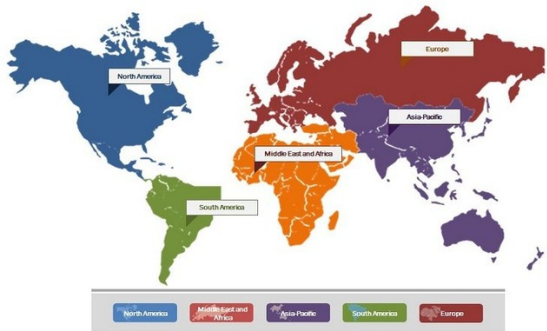 North America
Europe
Asia-Pacific
Middle East and Africa
South America
North America
Middle East and
Africa
Asia-Pacific
South America
Europe